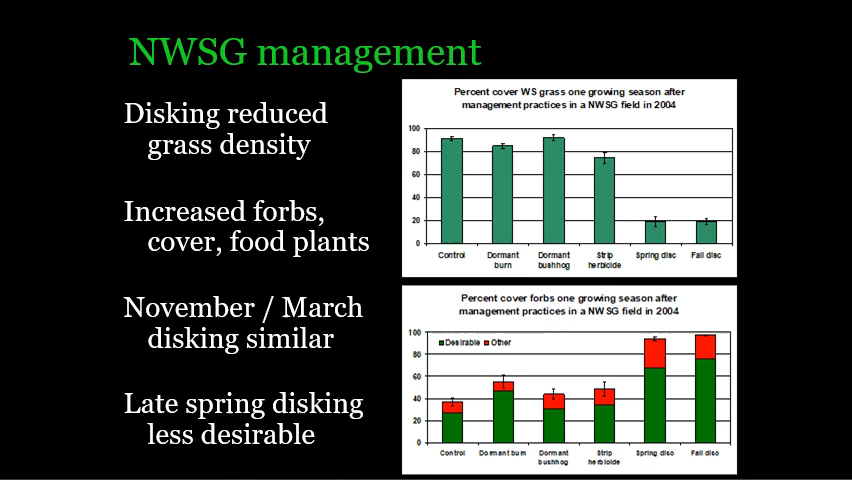 NWSG management
Disking reduced
grass density
Increased forbs,
cover, food plants
November / March
disking similar
Late spring disking
less desirable
Percent cover WS grass one growing season after
management practices in a NWSG field in 2004
100
80
60
40
20
0
Control
Dormant
burn
Dormant
bushhog
Strip
herbicide
Spring disc
Fall disc
Percent cover forbs one growing season after
management practices in a NWSG field in 2004
100
80
60
40
20
0
Desirable
Other
Control
Dormant burn
Dormant
bushhog
Strip
herbicide
Spring disc
Fall disc